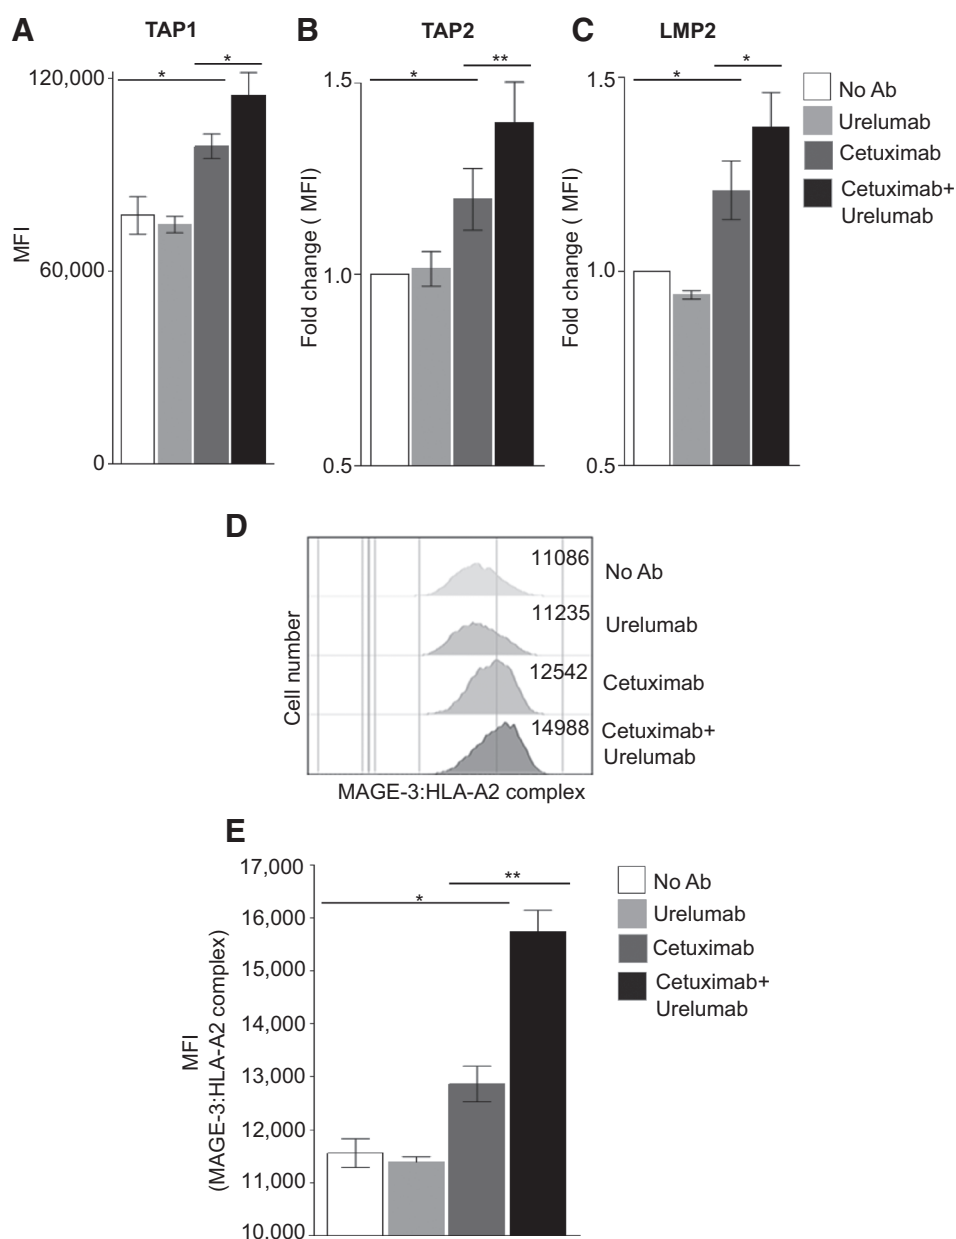 A
TAP1
MFI
120,000
60,000
0
*
*
B
TAP2
Fold change ( MFI)
1.5
1.0
0.5
*
**
C
LMP2
Fold change ( MFI)
1.5
1.0
0.5
*
*
No Ab
Urelumab
Cetuximab
Cetuximab+
Urelumab
D
Cell number
11086
No Ab
11235
Urelumab
12542
Cetuximab
14988
Cetuximab+
Urelumab
MAGE-3:HLA-A2 complex
E
MFI
(MAGE-3:HLA-A2 complex)
17,000
16,000
15,000
14,000
13,000
12,000
11,000
10,000
*
**
No Ab
Urelumab
Cetuximab
Cetuximab+
Urelumab